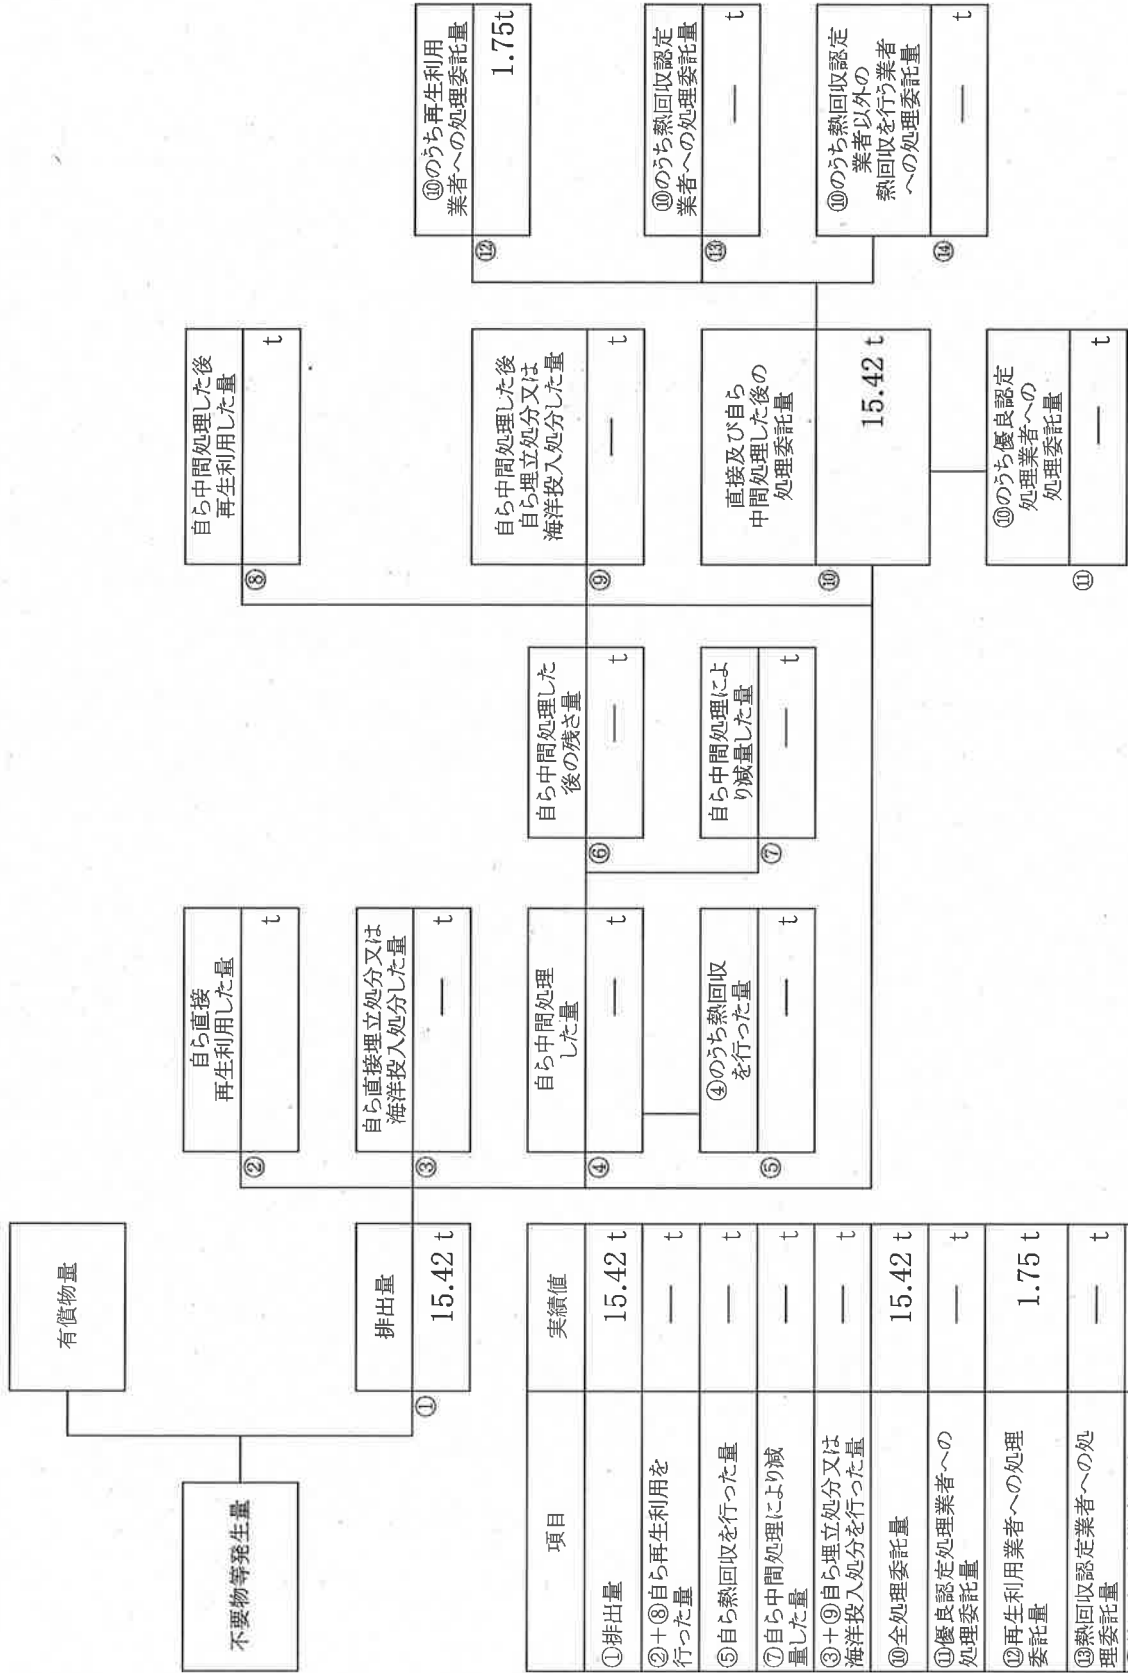 不要物等発生量
有償物量
排出量
① 15.42 t
自ら直接
再生利用した量
② t
自ら直接埋立処分又は
海洋投入処分した量
③ — t
自ら中間処理
した量
④ — t
④のうち熱回収
を行った量
⑤ — t
自ら中間処理した
後の残さ量
⑥ — t
自ら中間処理によ
り減量した量
⑦ — t
自ら中間処理した後
再生利用した量
⑧ t
自ら中間処理した後
自ら埋立処分又は
海洋投入処分した量
⑨ — t
直接及び自ら
中間処理した後の
処理委託量
⑩ 15.42 t
⑩のうち優良認定
処理業者への
処理委託量
⑪ — t
⑩のうち再生利用
業者への処理委託量
⑫ 1.75t
⑩のうち熱回収認定
業者への処理委託量
⑬ — t
⑩のうち熱回収認定
業者以外の
熱回収を行う業者
への処理委託量
⑭ — t
項目 実績値
①排出量 15.42 t
②+⑧自ら再生利用を
行った量 — t
⑤自ら熱回収を行った量 — t
⑦自ら中間処理により減
量した量 — t
③+⑨自ら埋立処分又は
海洋投入処分を行った量 — t
⑩全処理委託量 15.42 t
⑪優良認定処理業者への
処理委託量 — t
⑫再生利用業者への処理
委託量 1.75 t
⑬熱回収認定業者への処
理委託量 — t